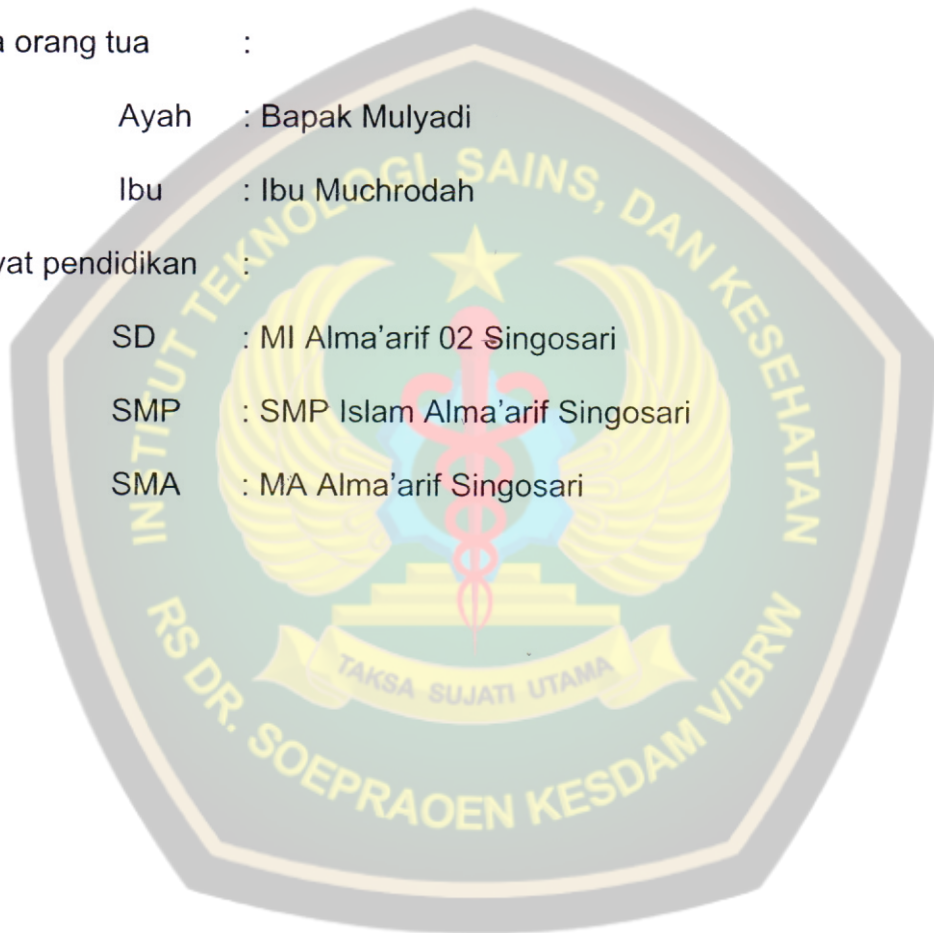 a orang tua :
Ayah : Bapak Mulyadi
Ibu : Ibu Muchrodah
yat pendidikan :
SD : MI Alma'arif 02 Singosari
SMP : SMP Islam Alma'arif Singosari
SMA : MA Alma'arif Singosari
INSTITUT TEKNOLOGI, SAINS, DAN KESEHATAN
TAKSA SUJATI UTAMA
RS DR. SOEPRAOEN KESDAM V/BRW